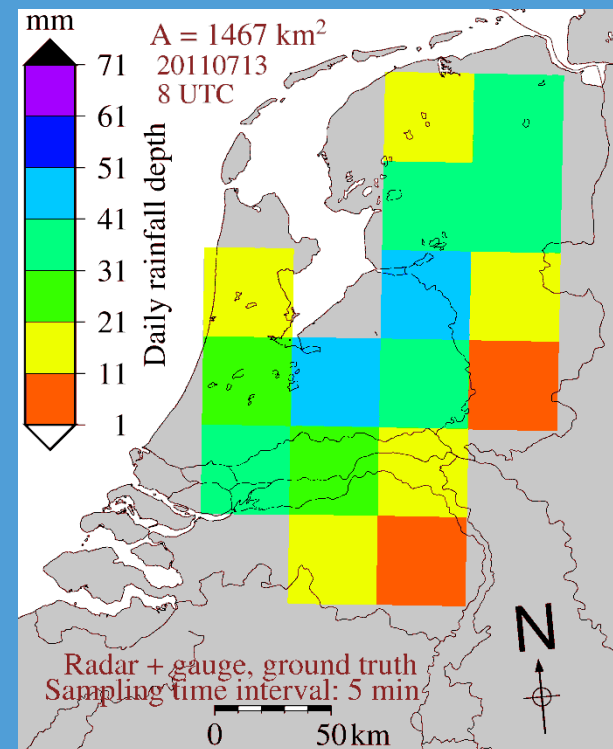 mm
A = 1467 km²
20110713
8 UTC
71
61
51
41
31
21
11
1
Daily rainfall depth
N
Radar + gauge, ground truth
Sampling time interval: 5 min
0 50 km